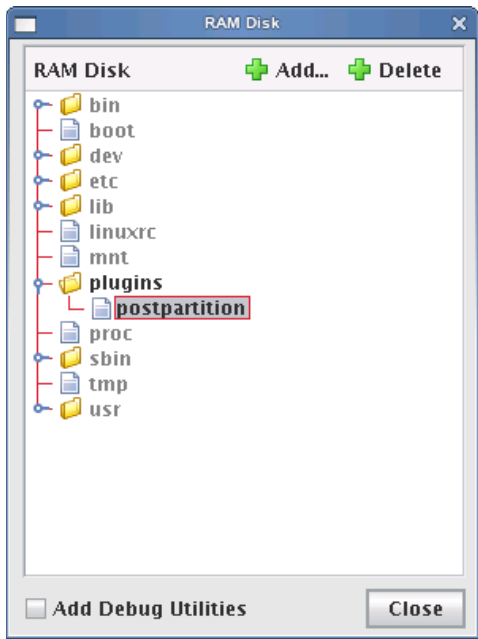 RAM Disk
RAM Disk Add... Delete
bin
boot
dev
etc
lib
linuxrc
mnt
plugins
postpartition
proc
sbin
tmp
usr
Add Debug Utilities Close